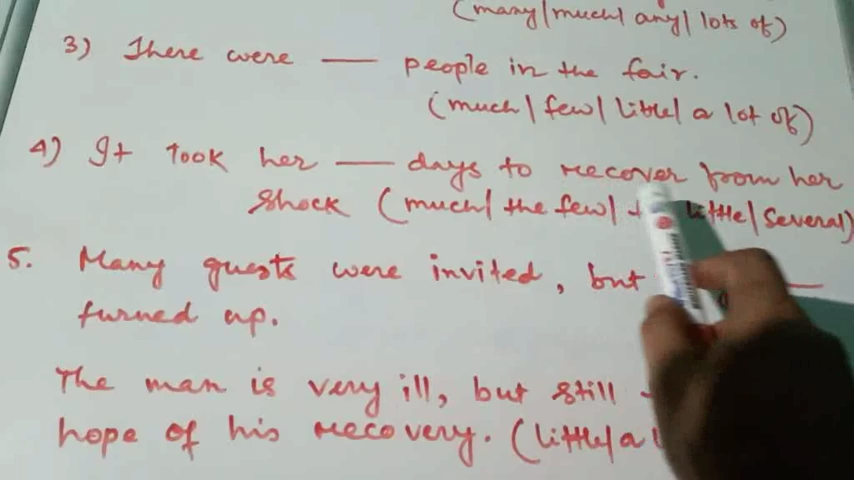 (many/much/ any/ lots of)
3) There were — people in the fair.
(much/ few/ little/ a lot of)
4) It took her — days to recover from her
shock (much/ the few/ little/ several)
5. Many guests were invited, but —
turned up.
The man is very ill, but still
hope of his recovery. (little/ a